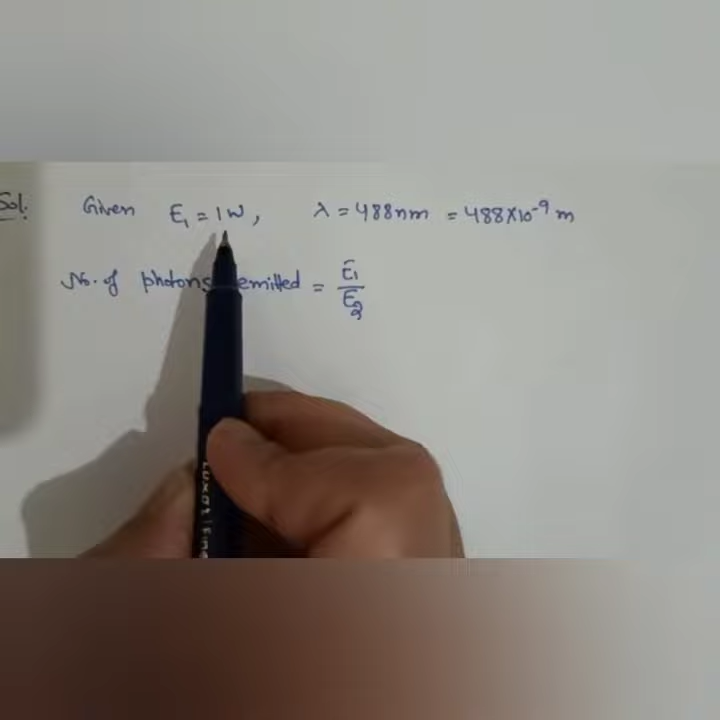 Sol:
Given E₁ = 1W, λ = 488nm = 488×10⁻⁹ m
No. of photons emitted = E₁/E₂